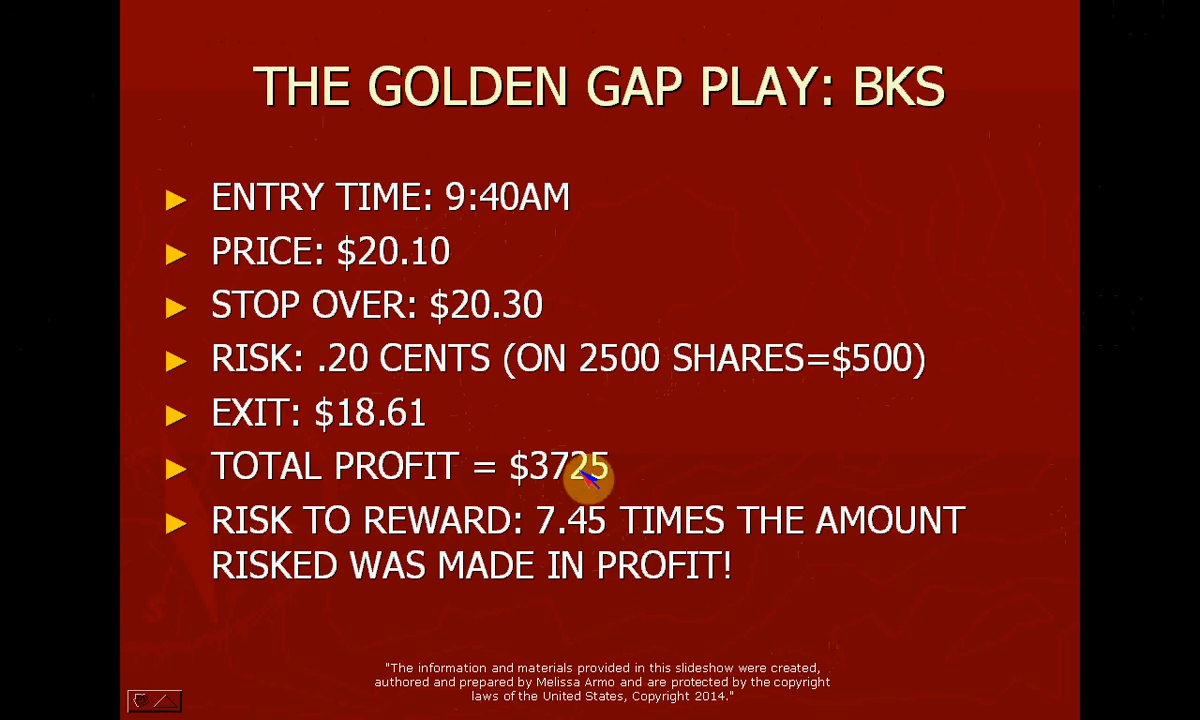 THE GOLDEN GAP PLAY: BKS
► ENTRY TIME: 9:40AM
► PRICE: $20.10
► STOP OVER: $20.30
► RISK: .20 CENTS (ON 2500 SHARES=$500)
► EXIT: $18.61
► TOTAL PROFIT = $3725
► RISK TO REWARD: 7.45 TIMES THE AMOUNT
RISKED WAS MADE IN PROFIT!
"The information and materials provided in this slideshow were created,
authored and prepared by Melissa Armo and are protected by the copyright
laws of the United States, Copyright 2014."